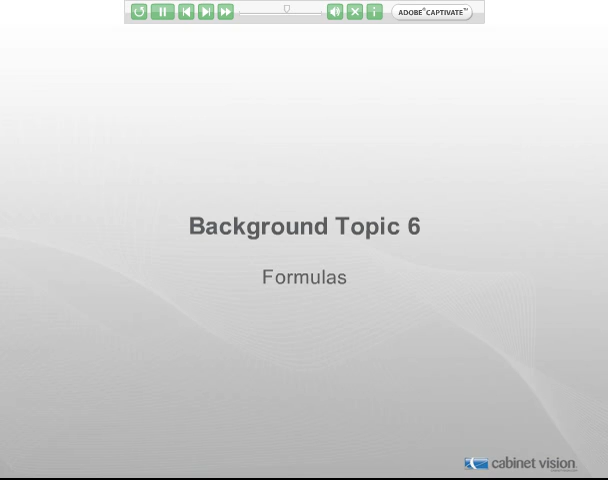 ADOBE® CAPTIVATE™
Background Topic 6
Formulas
cabinet vision